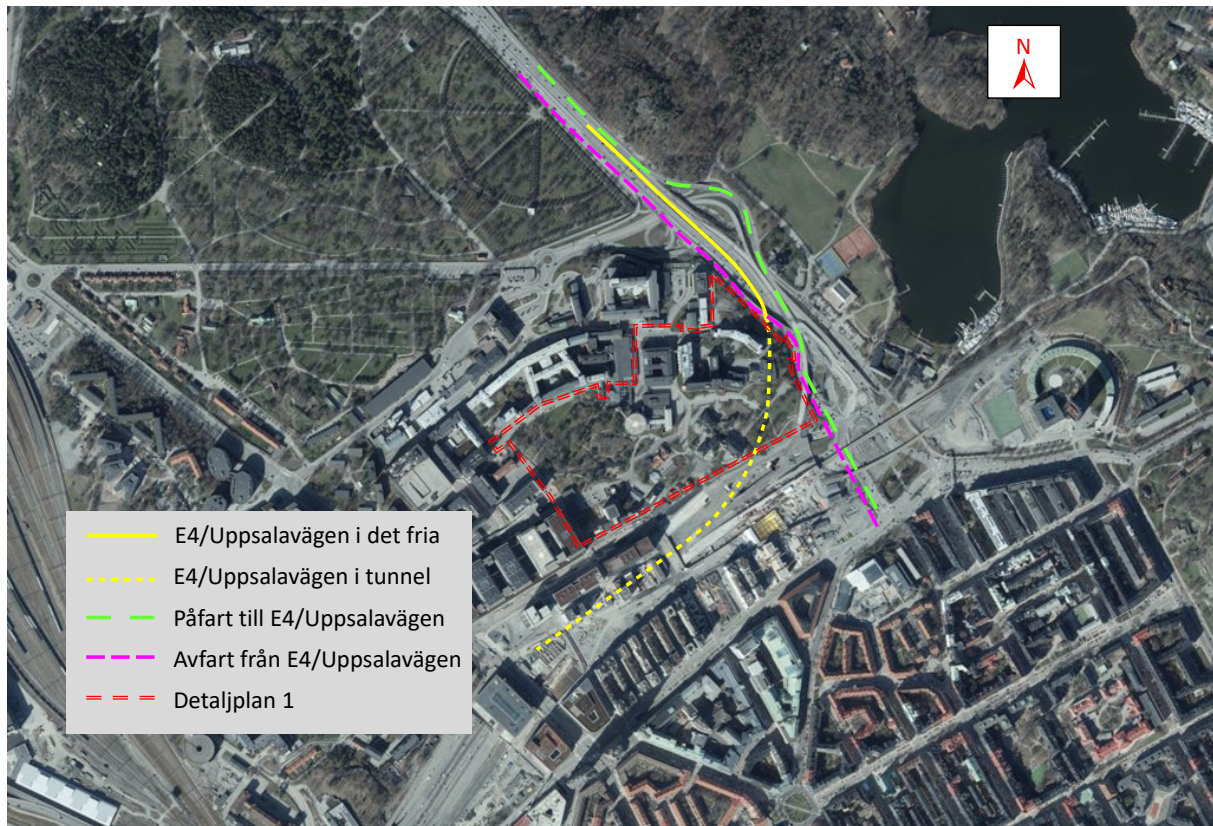 N
E4/Uppsalavägen i det fria
E4/Uppsalavägen i tunnel
Påfart till E4/Uppsalavägen
Avfart från E4/Uppsalavägen
Detaljplan 1